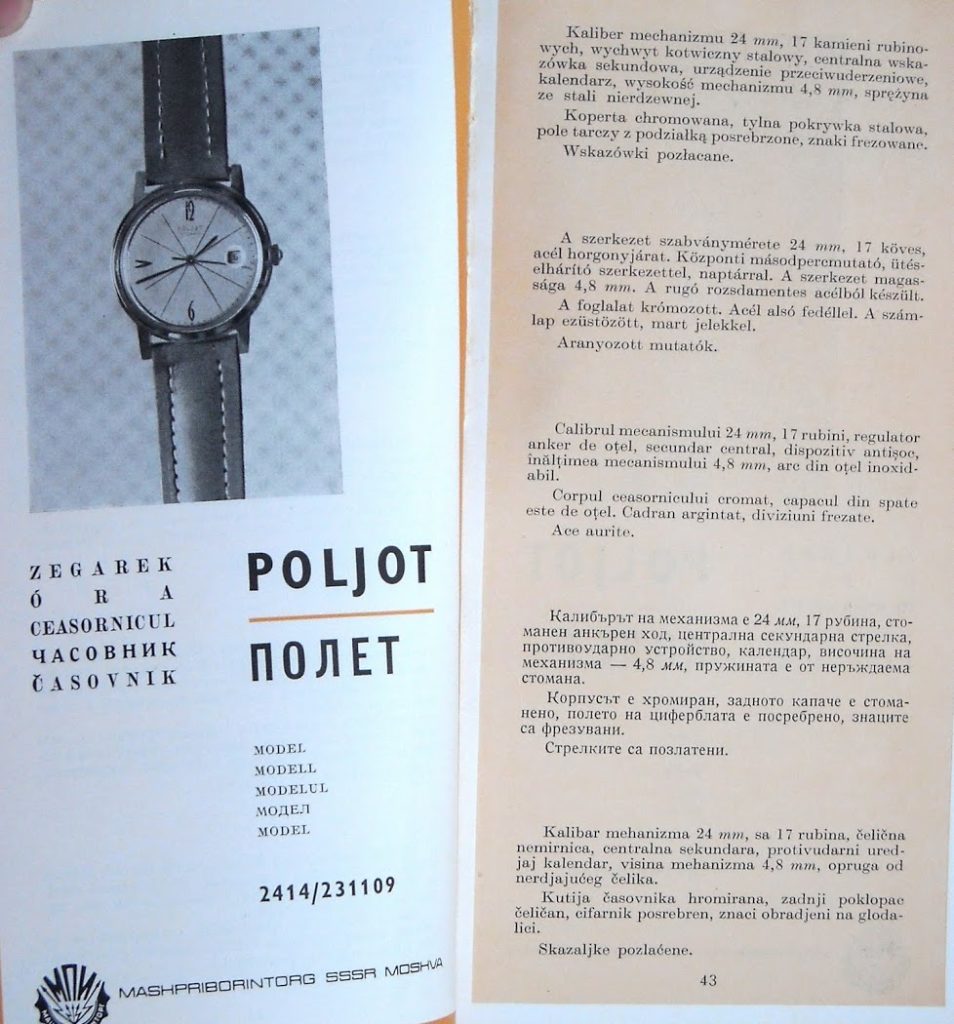 12
POLJOT
6
ZEGAREK
ÓRA
CEASORNICUL
ЧАСОВНИК
ČASOVNIK
POLJOT
ПОЛЕТ
MODEL
MODELL
MODELUL
МОДЕЛ
MODEL
2414/231109
МПИ
MASHPRIBORINTORG SSSR MOSHVA
Kaliber mechanizmu 24 mm, 17 kamieni rubino-
wych, wychwyt kotwiczny stalowy, centralna wska-
zówka sekundowa, urządzenie przeciwuderzeniowe,
kalendarz, wysokość mechanizmu 4,8 mm, sprężyna
ze stali nierdzewnej.
Koperta chromowana, tylna pokrywka stalowa,
pole tarczy z podziałką posrebrzone, znaki frezowane.
Wskazówki pozłacane.
A szerkezet szabványmérete 24 mm, 17 köves,
acél horgonyjárat. Központi másodpercmutató, ütés-
elhárító szerkezettel, naptárral. A szerkezet magas-
sága 4,8 mm. A rugó rozsdamentes acélból készült.
A foglalat krómozott. Acél alsó fedéllel. A szám-
lap ezüstözött, mart jelekkel.
Aranyozott mutatók.
Calibrul mecanismului 24 mm, 17 rubini, regulator
anker de oțel, secundar central, dispozitiv antișoc,
înălțimea mecanismului 4,8 mm, arc din oțel inoxid-
abil.
Corpul ceasornicului cromat, capacul din spate
este de oțel. Cadran argintat, diviziuni frezate.
Ace aurite.
Калибърът на механизма е 24 мм, 17 рубина, сто-
манен анкърен ход, централна секундарна стрелка,
противоударно устройство, календар, височина на
механизма — 4,8 мм, пружината е от неръждаема
стомана.
Корпусът е хромиран, задното капаче е стома-
нено, полето на циферблата е посребрено, знаците
са фрезувани.
Стрелките са позлатени.
Kalibar mehanizma 24 mm, sa 17 rubina, čelična
nemirnica, centralna sekundara, protivudarni ured-
jaj kalendar, visina mehanizma 4,8 mm, opruga od
nerdjajućeg čelika.
Kutija časovnika hromirana, zadnji poklopac
čeličan, cifarnik posrebren, znaci obradjeni na gloda-
lici.
Skazaljke pozlaćene.
43